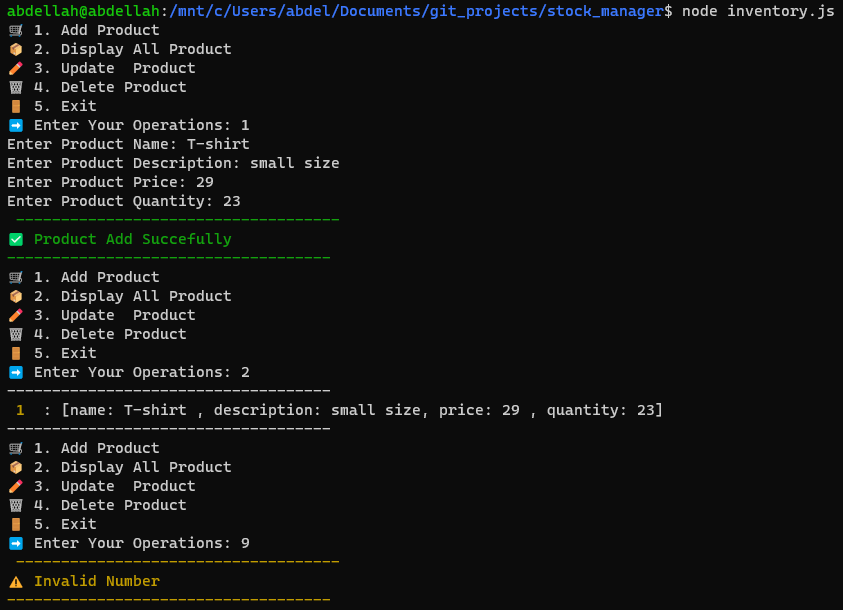 abdellah@abdellah:/mnt/c/Users/abdel/Documents/git_projects/stock_manager$ node inventory.js
🛒 1. Add Product
📦 2. Display All Product
✏️ 3. Update  Product
🗑️ 4. Delete Product
🚪 5. Exit
➡️ Enter Your Operations: 1
Enter Product Name: T-shirt
Enter Product Description: small size
Enter Product Price: 29
Enter Product Quantity: 23
 ------------------------------------
✅ Product Add Succefully
------------------------------------
🛒 1. Add Product
📦 2. Display All Product
✏️ 3. Update  Product
🗑️ 4. Delete Product
🚪 5. Exit
➡️ Enter Your Operations: 2
------------------------------------
 1  : [name: T-shirt , description: small size, price: 29 , quantity: 23]
------------------------------------
🛒 1. Add Product
📦 2. Display All Product
✏️ 3. Update  Product
🗑️ 4. Delete Product
🚪 5. Exit
➡️ Enter Your Operations: 9
 ------------------------------------
⚠️ Invalid Number
------------------------------------